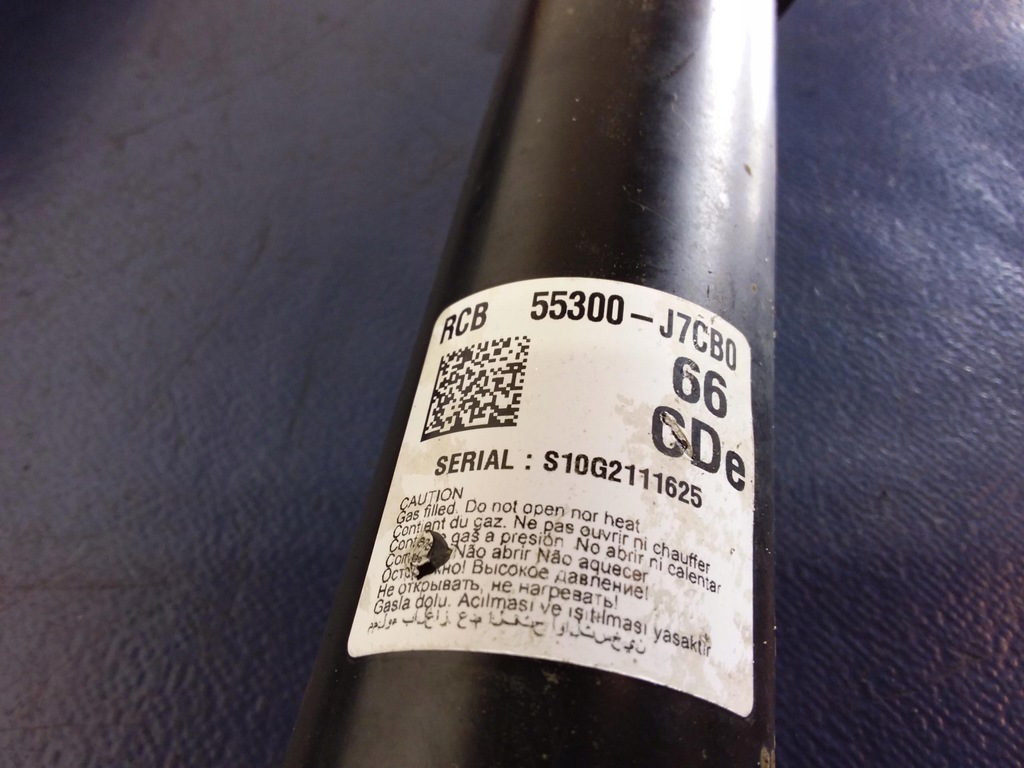 RCB 55300-J7CB0
66
CDe
SERIAL : S10G2111625
CAUTION
Gas filled. Do not open nor heat
Contient du gaz. Ne pas ouvrir ni chauffer
gas a presión. No abrir ni calentar
Não abrir Não aquecer
Высокое давление!
Не открывать, не нагревать!
Gasla dolu. Acılması ve ısıtılması yasaktır